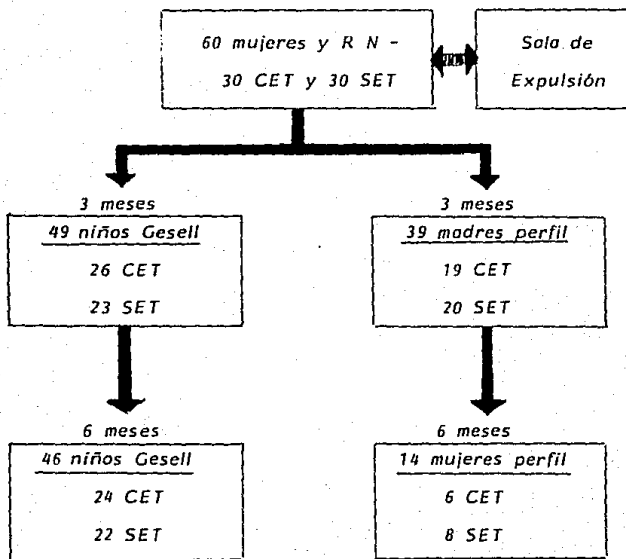 60 mujeres y R N -
30 CET y 30 SET
Sala de
Expulsión
3 meses
49 niños Gesell
26 CET
23 SET
3 meses
39 madres perfil
19 CET
20 SET
6 meses
46 niños Gesell
24 CET
22 SET
6 meses
14 mujeres perfil
6 CET
8 SET